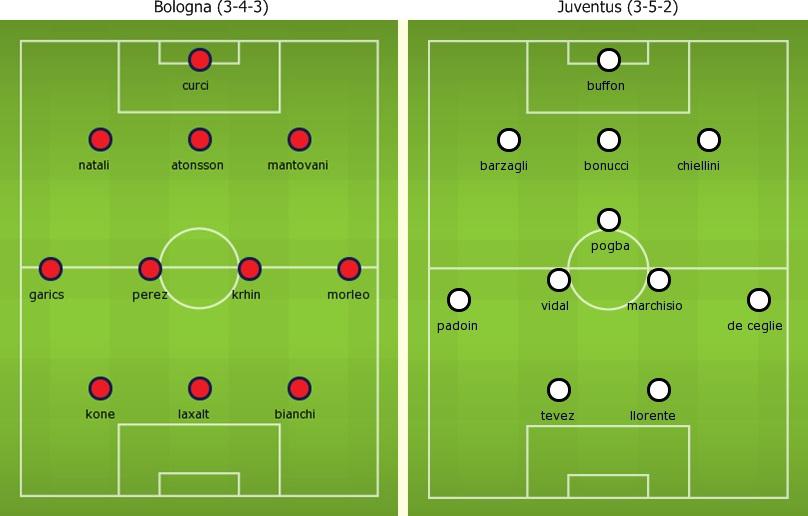 Bologna (3-4-3)
curci
natali atonsson mantovani
garics perez krhin morleo
kone laxalt bianchi
Juventus (3-5-2)
buffon
barzagli bonucci chiellini
pogba
vidal marchisio
padoin de ceglie
tevez llorente